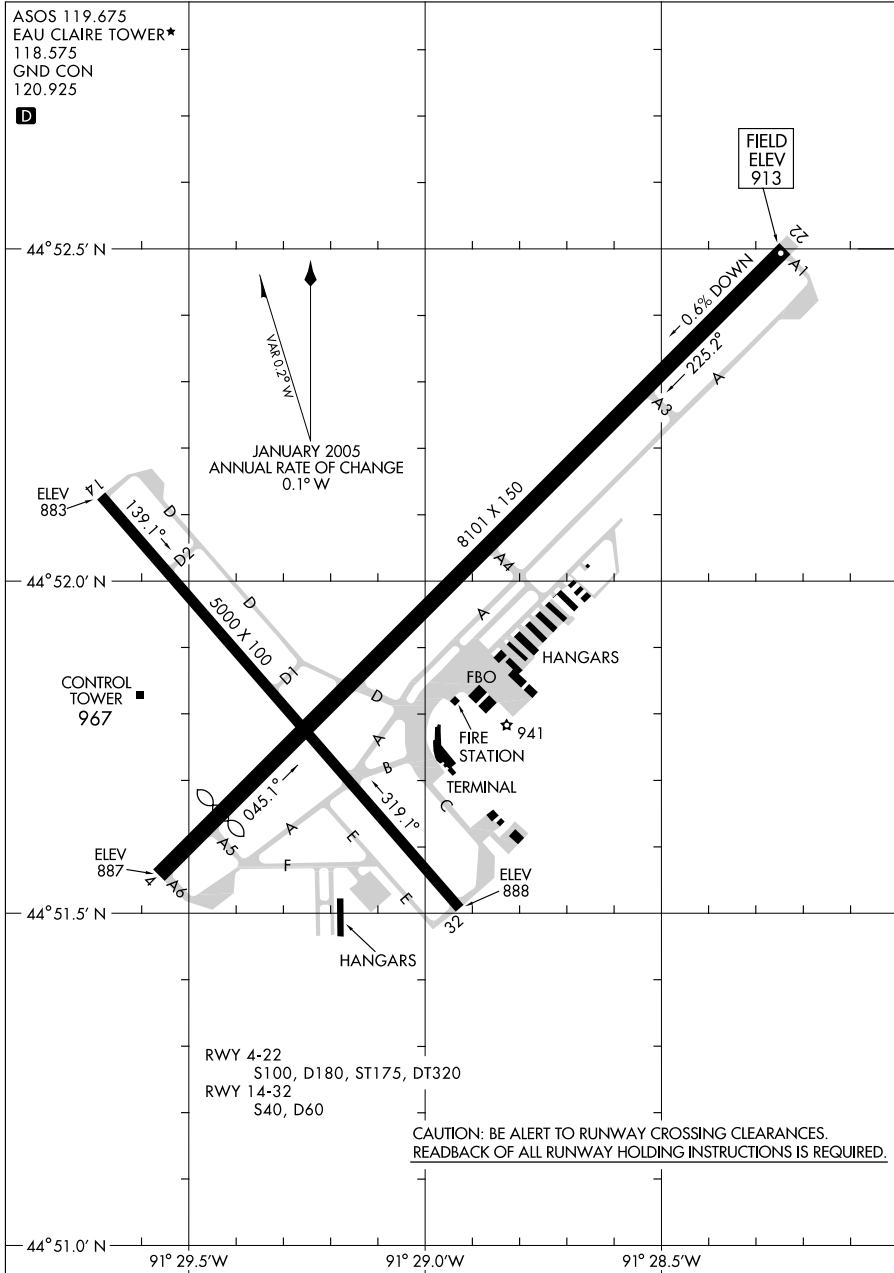 ASOS 119.675
EAU CLAIRE TOWER★
118.575
GND CON
120.925
D
FIELD
ELEV
913
44°52.5' N
22
A1
0.6% DOWN
225.2°
A
A3
VAR 0.2° W
JANUARY 2005
ANNUAL RATE OF CHANGE
0.1° W
14
ELEV
883
139.1°
D
D2
8101 X 150
A4
44°52.0' N
D
5000 X 100
A
HANGARS
D1
FBO
CONTROL
TOWER
967
D
941
FIRE
STATION
A
B
TERMINAL
045.1°
319.1°
C
A5
A
E
F
ELEV
887
4
A6
ELEV
888
E
44°51.5' N
32
HANGARS
RWY 4-22
S100, D180, ST175, DT320
RWY 14-32
S40, D60
CAUTION: BE ALERT TO RUNWAY CROSSING CLEARANCES.
READBACK OF ALL RUNWAY HOLDING INSTRUCTIONS IS REQUIRED.
44°51.0' N
91°29.5'W
91°29.0'W
91°28.5'W